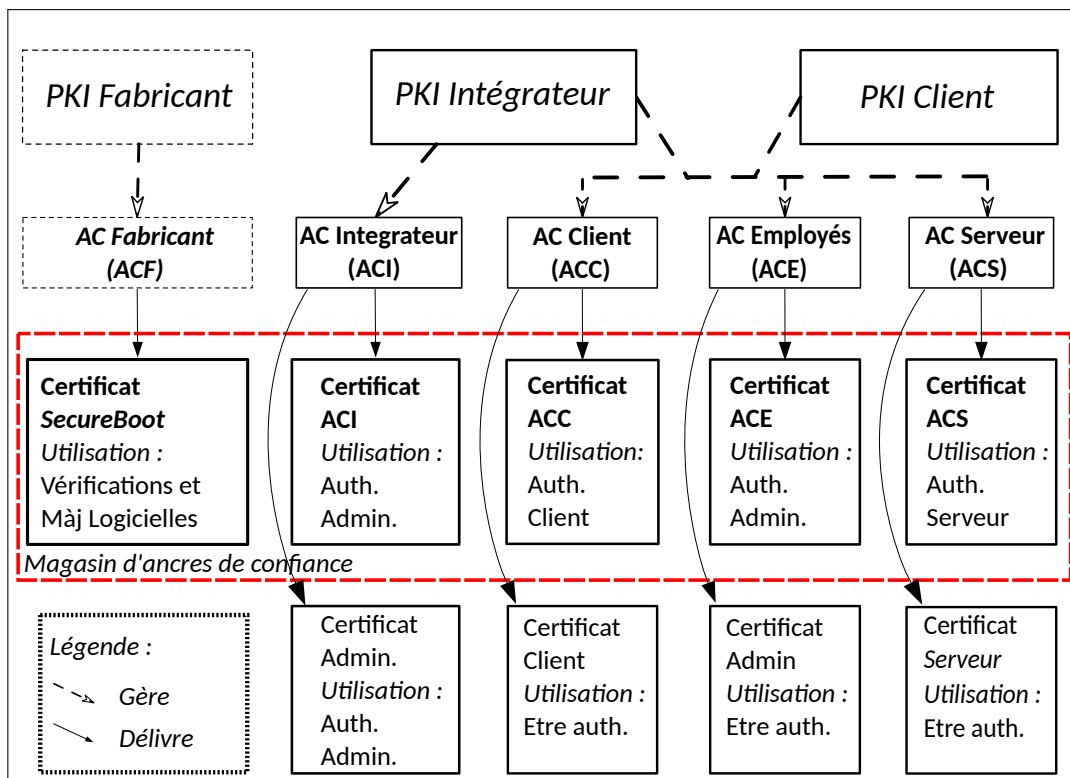 PKI Fabricant
PKI Intégrateur
PKI Client
AC Fabricant
(ACF)
AC Integrateur
(ACI)
AC Client
(ACC)
AC Employés
(ACE)
AC Serveur
(ACS)
Certificat
SecureBoot
Utilisation :
Vérifications et
Màj Logicielles
Certificat
ACI
Utilisation :
Auth.
Admin.
Certificat
ACC
Utilisation:
Auth.
Client
Certificat
ACE
Utilisation :
Auth.
Admin.
Certificat
ACS
Utilisation :
Auth.
Serveur
Magasin d'ancres de confiance
Légende :
Gère
Délivre
Certificat
Admin.
Utilisation :
Auth.
Admin.
Certificat
Client
Utilisation :
Etre auth.
Certificat
Admin
Utilisation :
Etre auth.
Certificat
Serveur
Utilisation :
Etre auth.